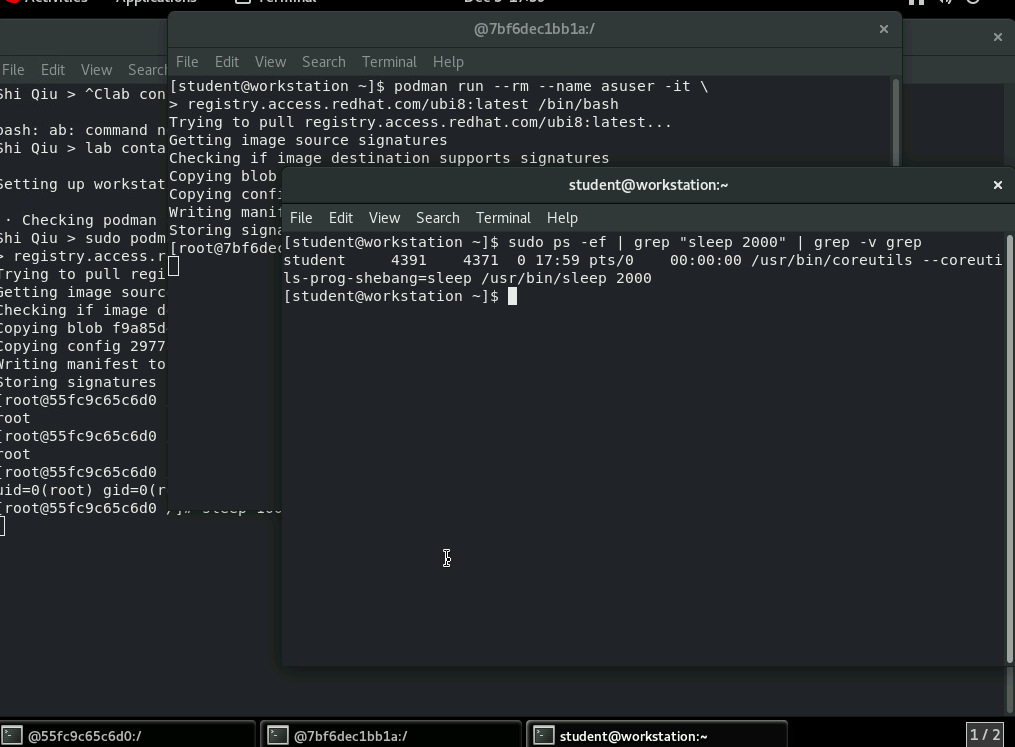 Activities Applications Terminal Dec 5 17:59
@7bf6dec1bb1a:/
File Edit View Search Terminal Help
[student@workstation ~]$ podman run --rm --name asuser -it \
> registry.access.redhat.com/ubi8:latest /bin/bash
Trying to pull registry.access.redhat.com/ubi8:latest...
Getting image source signatures
Checking if image destination supports signatures
Copying blob
Copying confi
Writing manif
Storing signa
[root@7bf6dec
File Edit View Search
Shi Qiu > ^Clab con
bash: ab: command n
Shi Qiu > lab conta
Setting up workstat
· Checking podman
Shi Qiu > sudo podm
> registry.access.r
Trying to pull regi
Getting image sourc
Checking if image d
Copying blob f9a85d
Copying config 2977
Writing manifest to
Storing signatures
[root@55fc9c65c6d0
root
[root@55fc9c65c6d0
root
[root@55fc9c65c6d0
uid=0(root) gid=0(r
[root@55fc9c65c6d0 /]# sleep 100
student@workstation:~
File Edit View Search Terminal Help
[student@workstation ~]$ sudo ps -ef | grep "sleep 2000" | grep -v grep
student 4391 4371 0 17:59 pts/0 00:00:00 /usr/bin/coreutils --coreuti
ls-prog-shebang=sleep /usr/bin/sleep 2000
[student@workstation ~]$
@55fc9c65c6d0:/ @7bf6dec1bb1a:/ student@workstation:~ 1 / 2